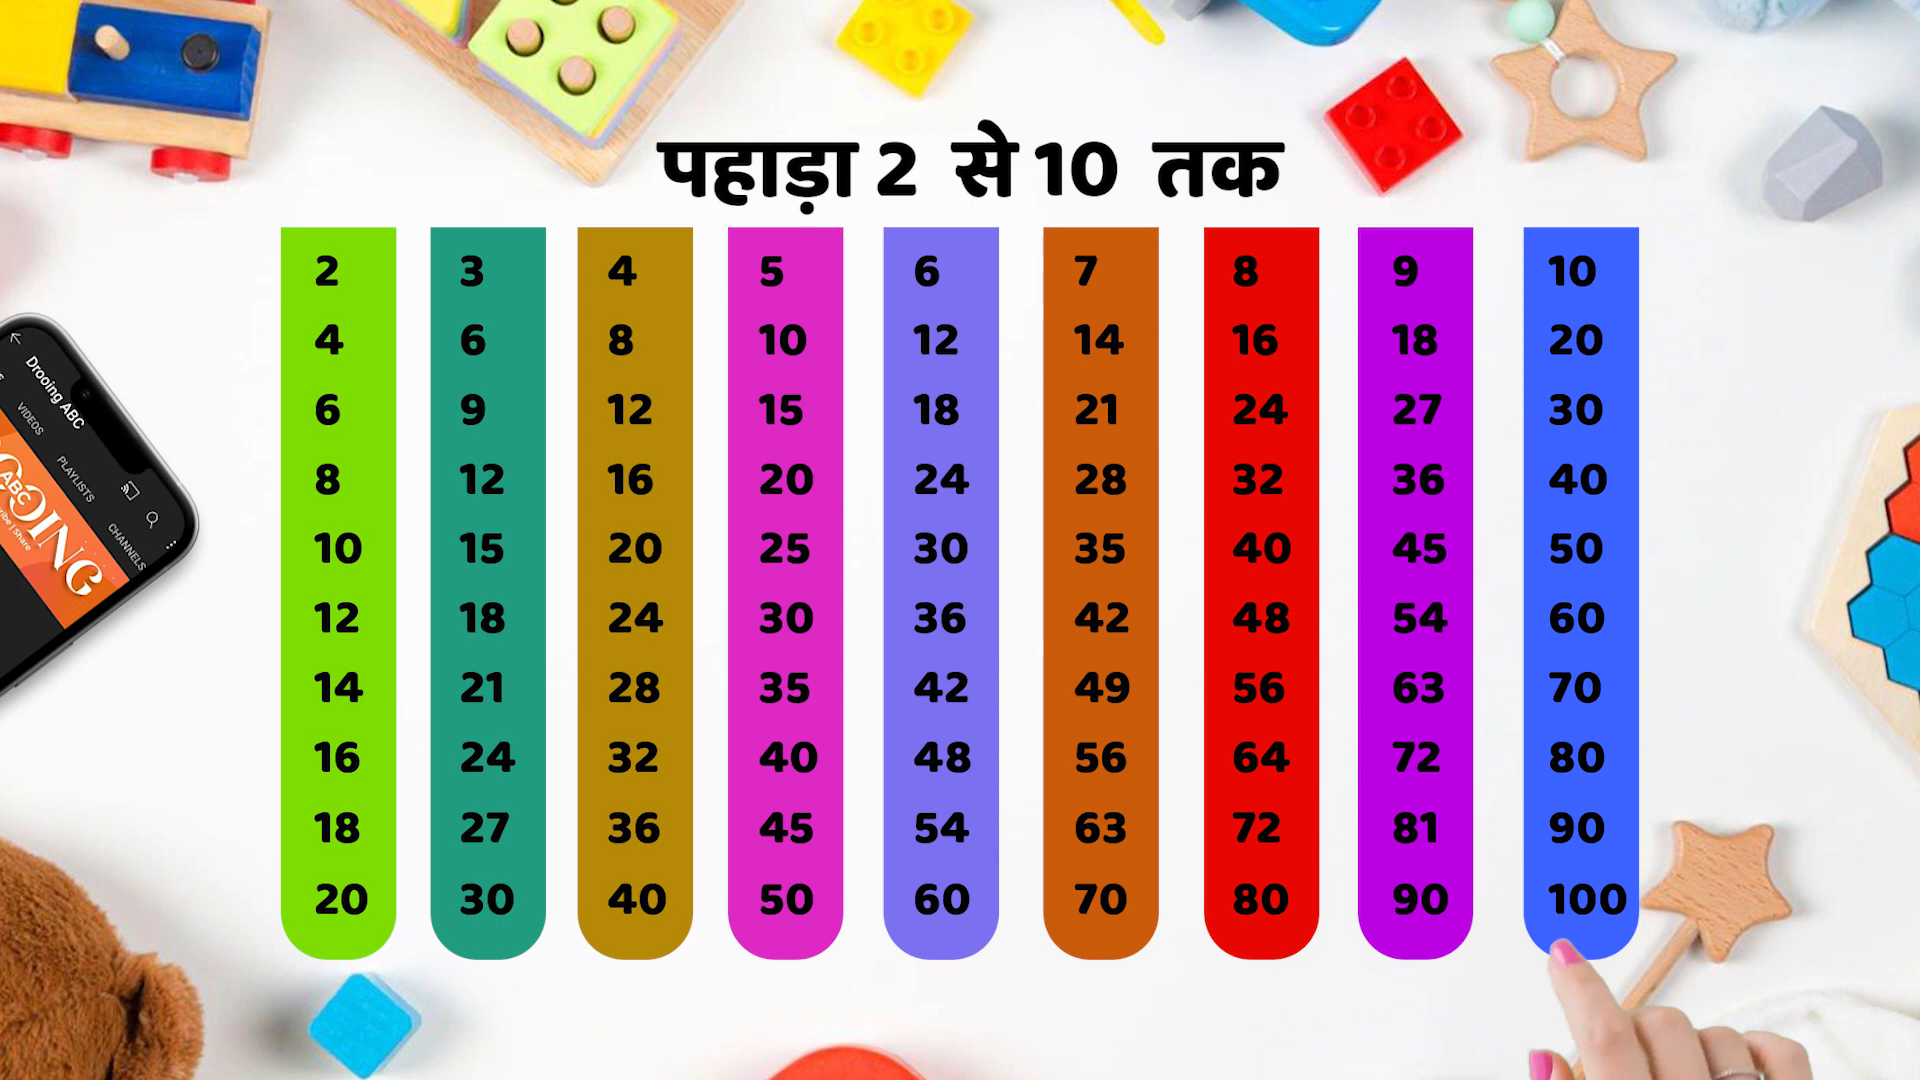 पहाड़ा 2 से 10 तक
2 3 4 5 6 7 8 9 10
4 6 8 10 12 14 16 18 20
6 9 12 15 18 21 24 27 30
8 12 16 20 24 28 32 36 40
10 15 20 25 30 35 40 45 50
12 18 24 30 36 42 48 54 60
14 21 28 35 42 49 56 63 70
16 24 32 40 48 56 64 72 80
18 27 36 45 54 63 72 81 90
20 30 40 50 60 70 80 90 100
Drooing ABC
VIDEOS PLAYLISTS CHANNELS
ABC
Share